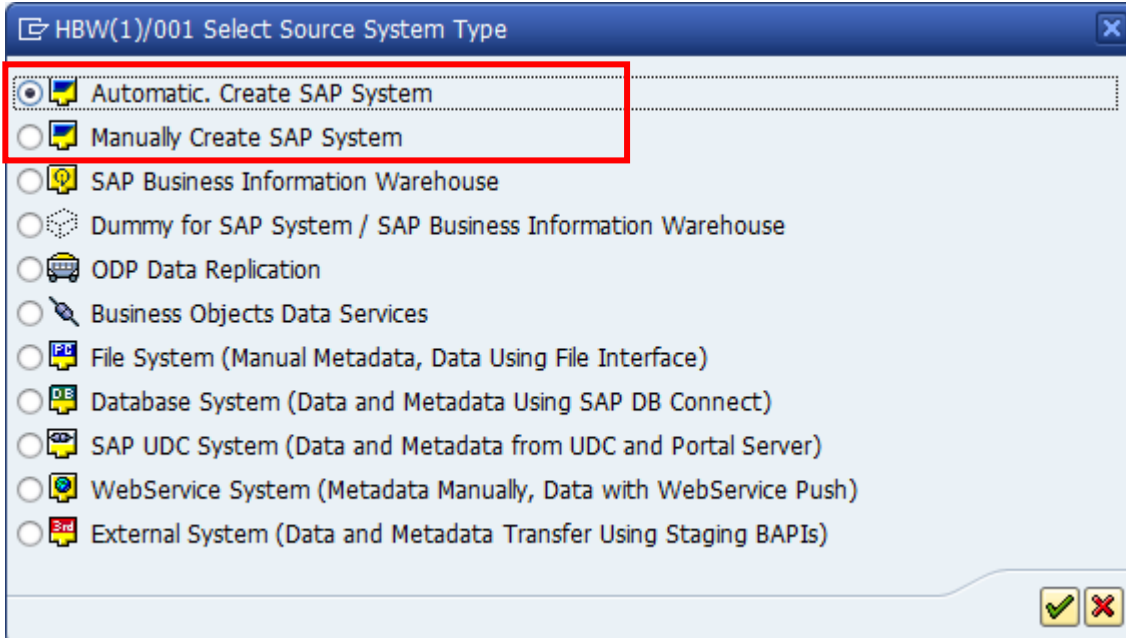 HBW(1)/001 Select Source System Type
Automatic. Create SAP System
Manually Create SAP System
SAP Business Information Warehouse
Dummy for SAP System / SAP Business Information Warehouse
ODP Data Replication
Business Objects Data Services
PC File System (Manual Metadata, Data Using File Interface)
DB Database System (Data and Metadata Using SAP DB Connect)
SAP UDC System (Data and Metadata from UDC and Portal Server)
WebService System (Metadata Manually, Data with WebService Push)
3rd External System (Data and Metadata Transfer Using Staging BAPIs)